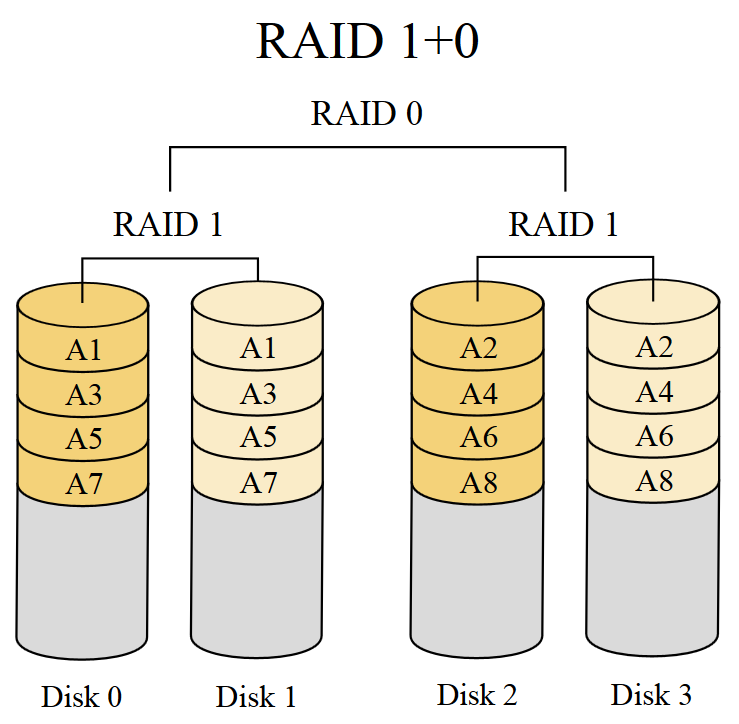 RAID 1+0
RAID 0
RAID 1
RAID 1
A1
A3
A5
A7
A1
A3
A5
A7
A2
A4
A6
A8
A2
A4
A6
A8
Disk 0
Disk 1
Disk 2
Disk 3